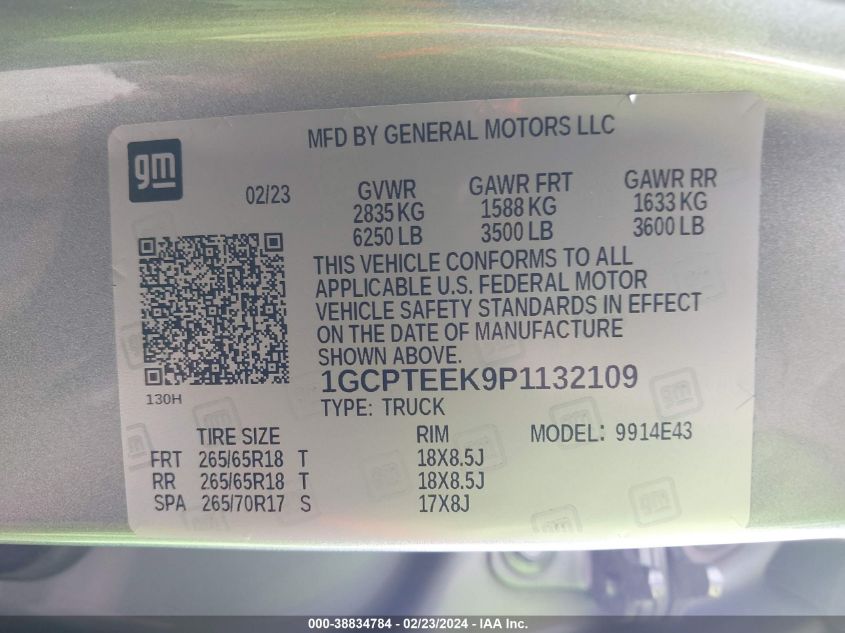 MFD BY GENERAL MOTORS LLC
gm
02/23
GVWR GAWR FRT GAWR RR
2835 KG 1588 KG 1633 KG
6250 LB 3500 LB 3600 LB
THIS VEHICLE CONFORMS TO ALL
APPLICABLE U.S. FEDERAL MOTOR
VEHICLE SAFETY STANDARDS IN EFFECT
ON THE DATE OF MANUFACTURE
SHOWN ABOVE.
1GCPTEEK9P1132109
130H
TYPE: TRUCK
TIRE SIZE RIM MODEL: 9914E43
FRT 265/65R18 T 18X8.5J
RR 265/65R18 T 18X8.5J
SPA 265/70R17 S 17X8J
000-38834784 - 02/23/2024 - IAA Inc.